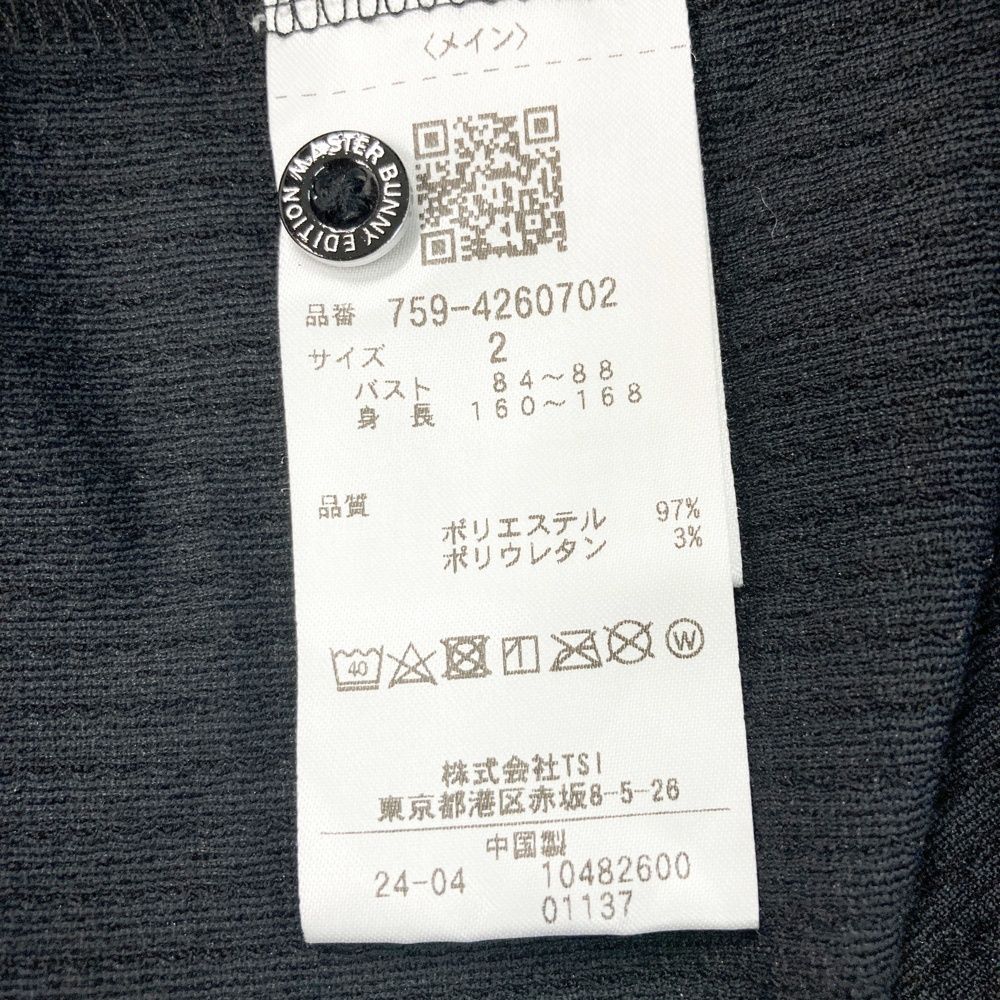 〈メイン〉
MASTER BUNNY EDITION
品番 759-4260702
サイズ 2
バスト 84～88
身長 160～168
品質
ポリエステル 97%
ポリウレタン 3%
40
W
株式会社TSI
東京都港区赤坂8-5-26
中国製
24-04 10482600
01137